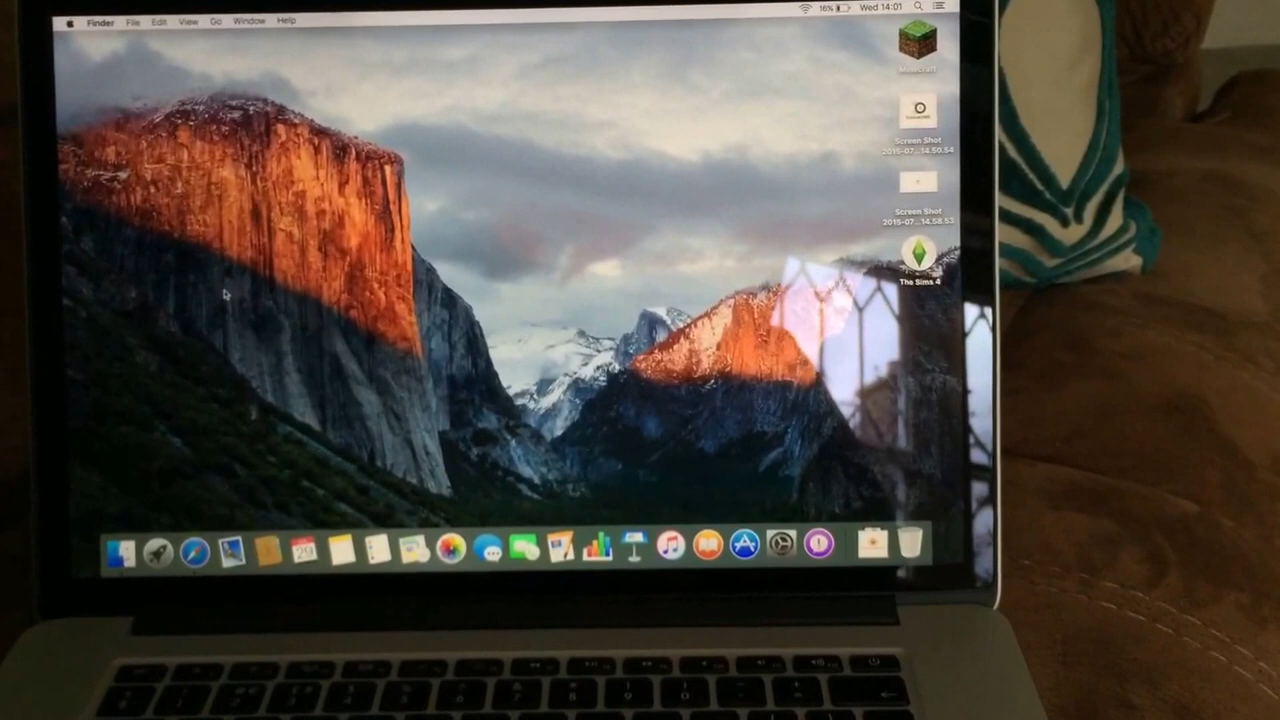 Finder File Edit View Go Window Help
16% Wed 14:01
Minecraft
Screen Shot
2015-07...14.50.54
Screen Shot
2015-07...14.58.53
The Sims 4
29